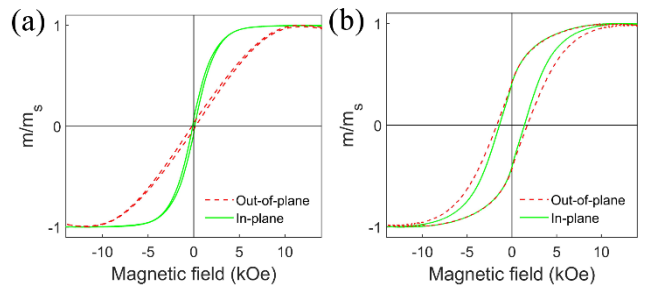 (a)
1
m/mₛ
0
-1
Out-of-plane
In-plane
-10 -5 0 5 10
Magnetic field (kOe)
(b)
1
m/mₛ
0
-1
Out-of-plane
In-plane
-10 -5 0 5 10
Magnetic field (kOe)